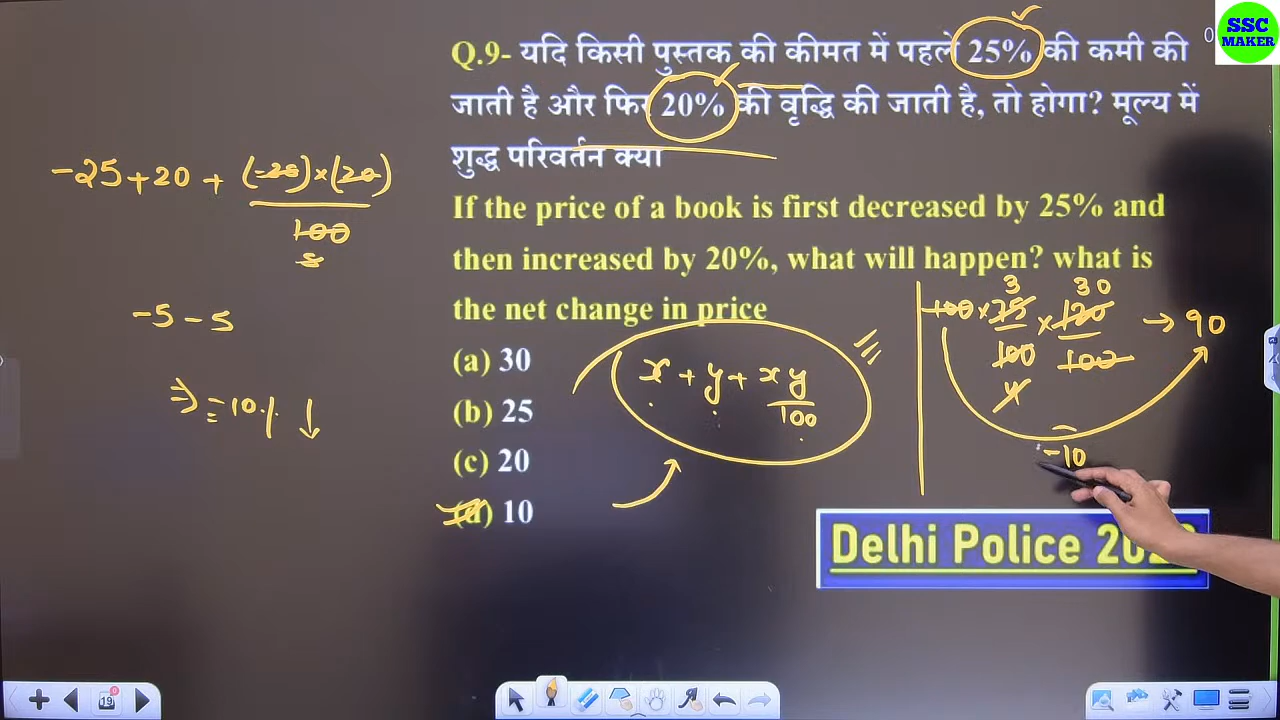 SSC
MAKER
Q.9- यदि किसी पुस्तक की कीमत में पहले 25% की कमी की
जाती है और फिर 20% की वृद्धि की जाती है, तो होगा? मूल्य में
शुद्ध परिवर्तन क्या
If the price of a book is first decreased by 25% and
then increased by 20%, what will happen? what is
the net change in price
(a) 30
(b) 25
(c) 20
(d) 10
-25+20 + (-25)×(20)
100
5
-5-5
⇒ -10% ↓
x + y + xy
100
3 30
100 × 75 × 120 → 90
100 100
4
-10
Delhi Police
19